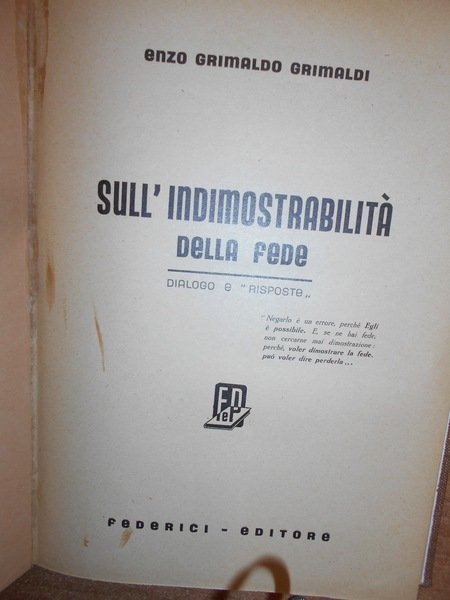 enzo GRIMALDO GRIMALDI
SULL'INDIMOSTRABILITÀ
DELLA FEDE
DIALOGO e "RISPOSTE„
"Negarlo è un errore, perchè Egli
è possibile. E, se ne hai fede,
non cercarne mai dimostrazione:
perchè, voler dimostrare la fede,
può voler dire perderla...
FEP
FEDERICI - EDITORE